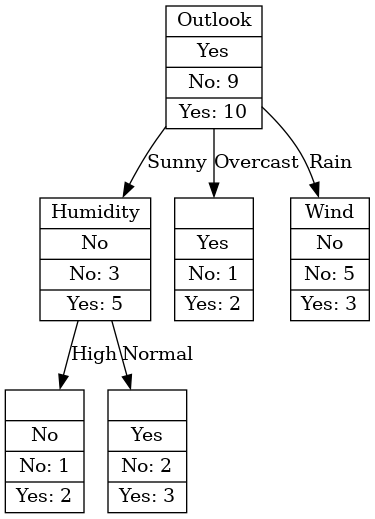 Outlook
Yes
No: 9
Yes: 10
Sunny
Overcast
Rain
Humidity
No
No: 3
Yes: 5
Yes
No: 1
Yes: 2
Wind
No
No: 5
Yes: 3
High
Normal
No
No: 1
Yes: 2
Yes
No: 2
Yes: 3